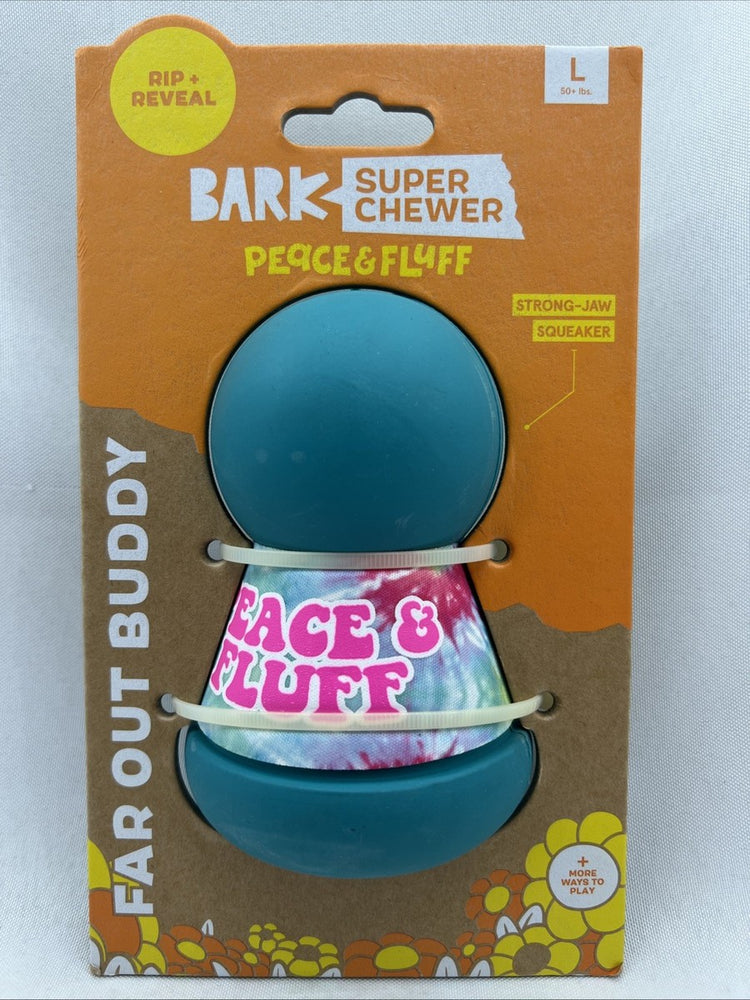 RIP +
REVEAL
L
50+ lbs.
BARK
SUPER
CHEWER
PEACE & FLUFF
STRONG-JAW
SQUEAKER
FAR OUT BUDDY
EACE &
FLUFF
+
MORE
WAYS TO
PLAY